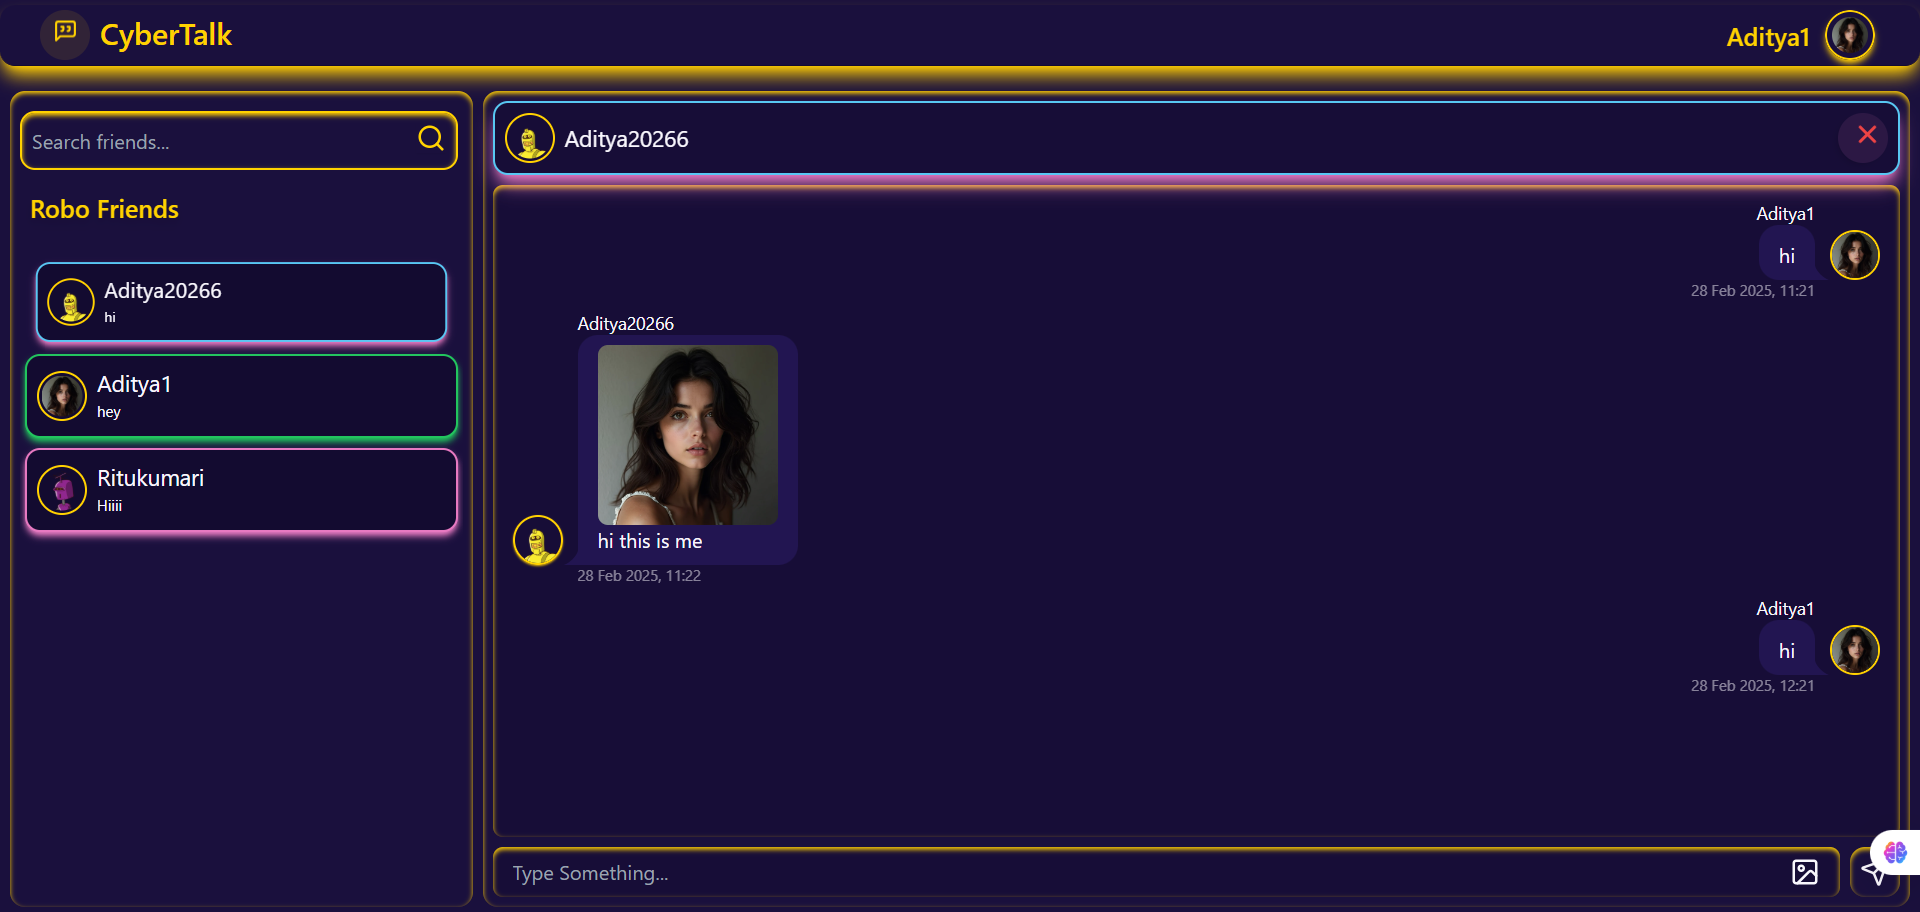 CyberTalk
Aditya1
Search friends...
Robo Friends
Aditya20266
hi
Aditya1
hey
Ritukumari
Hiiii
Aditya20266
Aditya1
hi
28 Feb 2025, 11:21
Aditya20266
hi this is me
28 Feb 2025, 11:22
Aditya1
hi
28 Feb 2025, 12:21
Type Something...